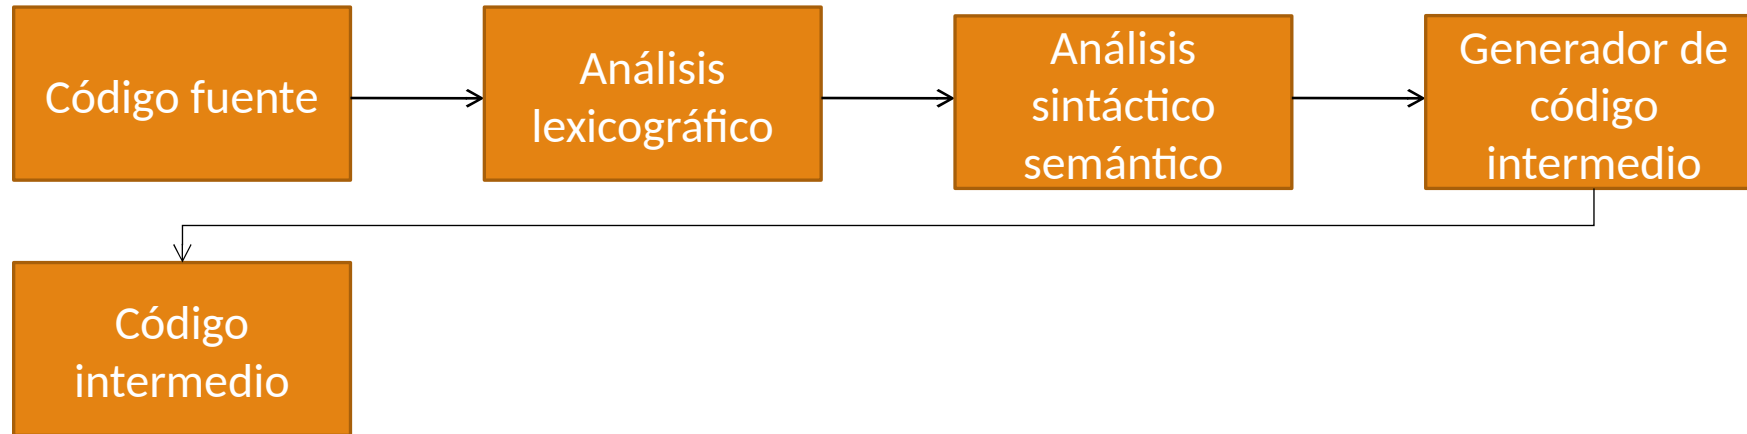 Código fuente
Análisis
lexicográfico
Análisis
sintáctico
semántico
Generador de
código
intermedio
Código
intermedio